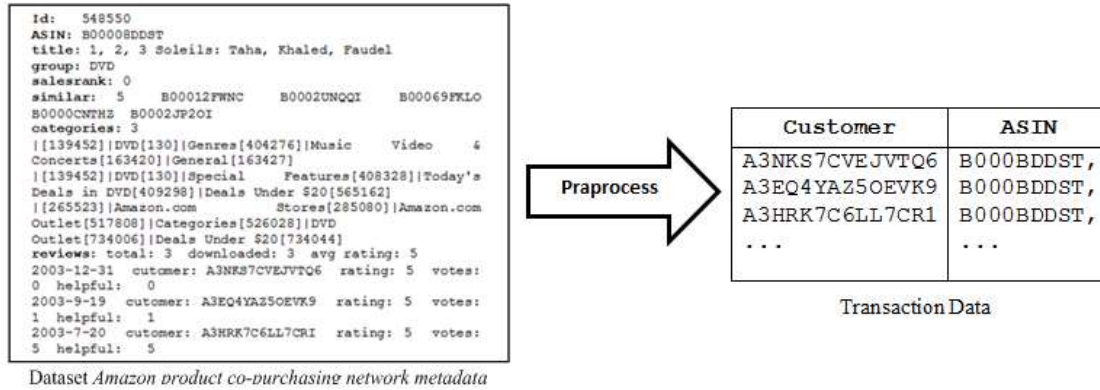 Id: 548550
ASIN: B00008DDST
title: 1, 2, 3 Soleils: Taha, Khaled, Faudel
group: DVD
salesrank: 0
similar: 5 B00012FWNC B0002UNQQI B00069FKLO
B0000CNTHZ B0002JP2OI
categories: 3
|[139452]|DVD[130]|Genres[404276]|Music Video &
Concerts[163420]|General[163427]
|[139452]|DVD[130]|Special Features[408328]|Today's
Deals in DVD[409298]|Deals Under $20[565162]
|[265523]|Amazon.com Stores[285080]|Amazon.com
Outlet[517808]|Categories[526028]|DVD
Outlet[734006]|Deals Under $20[734044]
reviews: total: 3 downloaded: 3 avg rating: 5
2003-12-31 cutomer: A3NKS7CVEJVTQ6 rating: 5 votes:
0 helpful: 0
2003-9-19 cutomer: A3EQ4YAZ5OEVK9 rating: 5 votes:
1 helpful: 1
2003-7-20 cutomer: A3HRK7C6LL7CRI rating: 5 votes:
5 helpful: 5
Dataset Amazon product co-purchasing network metadata
Praprocess
Customer ASIN
A3NKS7CVEJVTQ6 B000BDDST,
A3EQ4YAZ5OEVK9 B000BDDST,
A3HRK7C6LL7CR1 B000BDDST,
... ...
Transaction Data